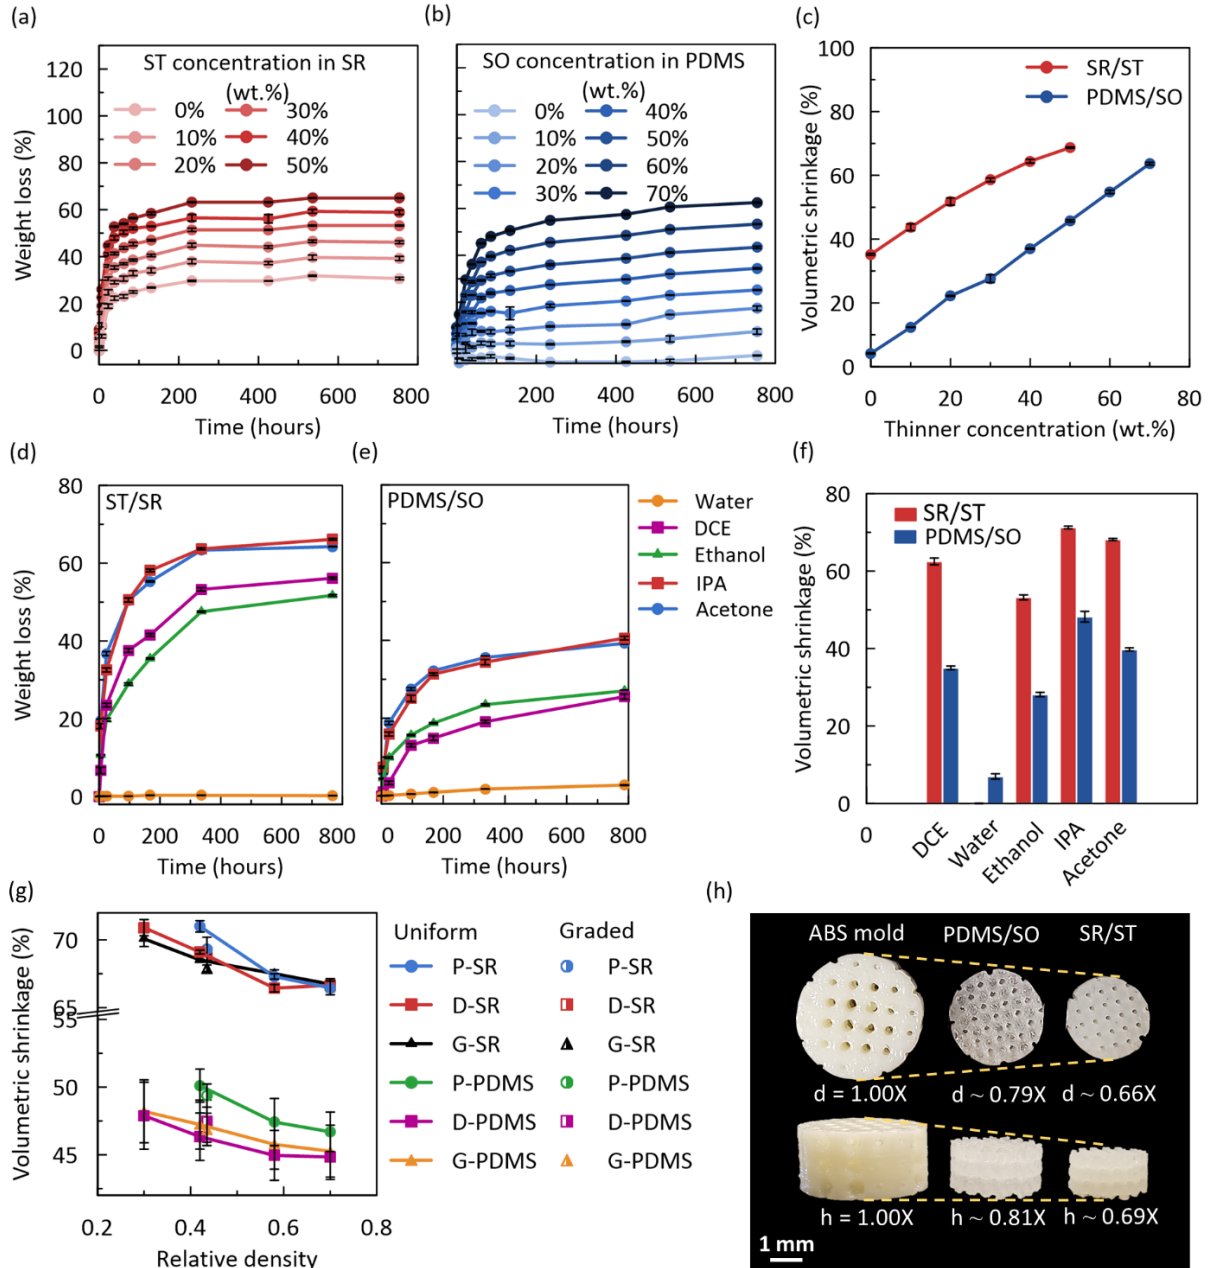 (a)
(b)
(c)
120
100
80
60
40
20
0
Weight loss (%)
ST concentration in SR
(wt.%)
0%
30%
10%
40%
20%
50%
0
200
400
600
800
Time (hours)
SO concentration in PDMS
(wt.%)
0%
40%
10%
50%
20%
60%
30%
70%
0
200
400
600
800
Time (hours)
100
80
60
40
20
0
Volumetric shrinkage (%)
SR/ST
PDMS/SO
0
20
40
60
80
Thinner concentration (wt.%)
(d)
(e)
(f)
80
60
40
20
0
Weight loss (%)
ST/SR
0
200
400
600
800
Time (hours)
PDMS/SO
0
200
400
600
800
Time (hours)
Water
DCE
Ethanol
IPA
Acetone
80
60
40
20
0
Volumetric shrinkage (%)
SR/ST
PDMS/SO
0
DCE
Water
Ethanol
IPA
Acetone
(g)
(h)
70
65
55
50
45
Volumetric shrinkage (%)
0.2
0.4
0.6
0.8
Relative density
Uniform
Graded
P-SR
P-SR
D-SR
D-SR
G-SR
G-SR
P-PDMS
P-PDMS
D-PDMS
D-PDMS
G-PDMS
G-PDMS
ABS mold
PDMS/SO
SR/ST
d = 1.00X
d ~ 0.79X
d ~ 0.66X
h = 1.00X
h ~ 0.81X
h ~ 0.69X
1 mm